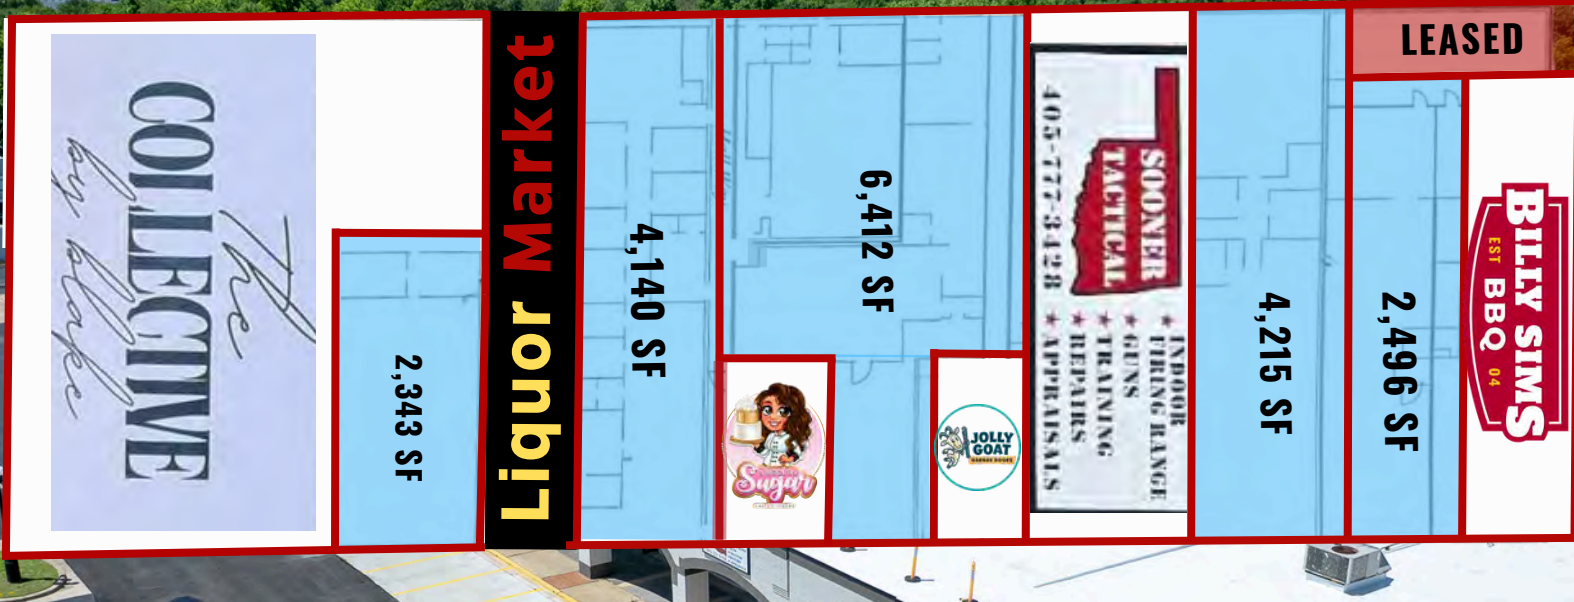 The
COLLECTIVE
by blake
2,343 SF
Liquor Market
4,140 SF
6,412 SF
Sugar
JOLLY
GOAT
GARAGE DOORS
SOONER
TACTICAL
405-777-3428
★ INDOOR
FIRING RANGE
★ GUNS
★ TRAINING
★ REPAIRS
★ APPRAISALS
4,215 SF
2,496 SF
LEASED
BILLY SIMS
EST BBQ 04